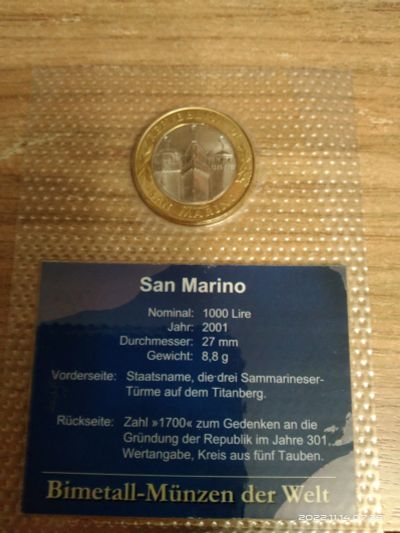 SAN MARINO
San Marino
Nominal: 1000 Lire
Jahr: 2001
Durchmesser: 27 mm
Gewicht: 8,8 g
Vorderseite: Staatsname, die drei Sammarineser-
Türme auf dem Titanberg.
Rückseite: Zahl »1700« zum Gedenken an die
Gründung der Republik im Jahre 301,
Wertangabe, Kreis aus fünf Tauben.
Bimetall-Münzen der Welt